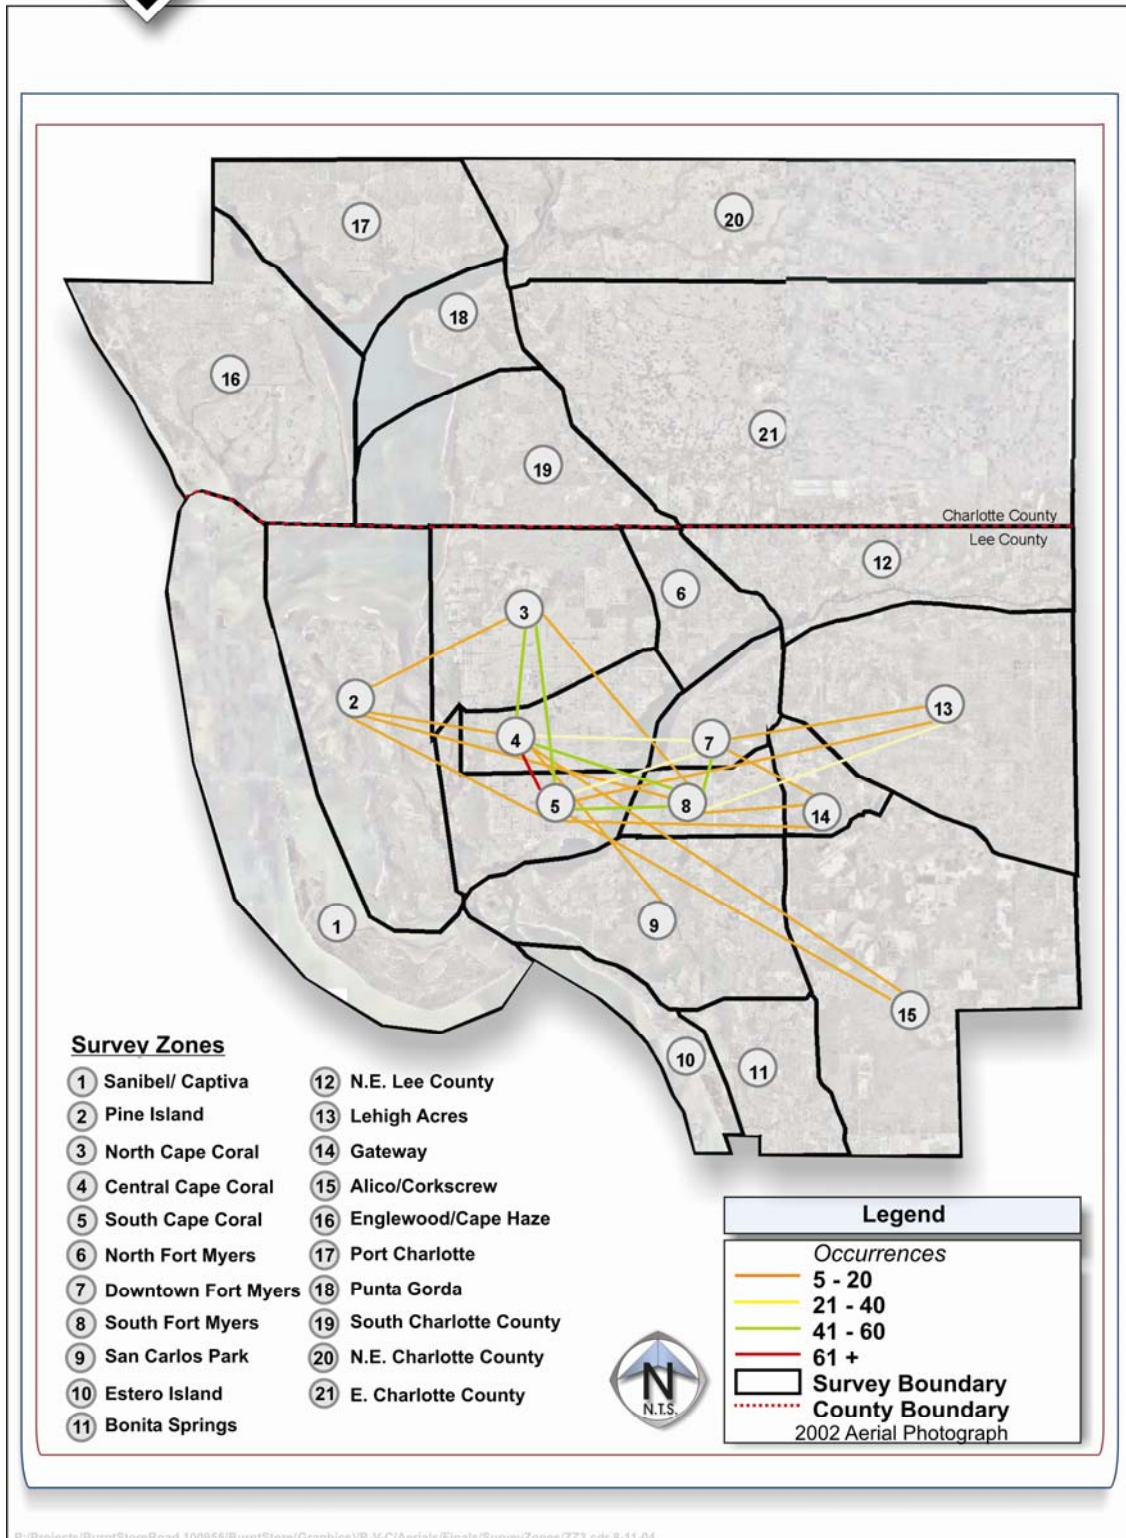 17
20
18
16
21
19
Charlotte County
Lee County
12
6
3
2
13
4
7
5
8
14
9
1
15
10
11
Survey Zones
1 Sanibel/ Captiva
2 Pine Island
3 North Cape Coral
4 Central Cape Coral
5 South Cape Coral
6 North Fort Myers
7 Downtown Fort Myers
8 South Fort Myers
9 San Carlos Park
10 Estero Island
11 Bonita Springs
12 N.E. Lee County
13 Lehigh Acres
14 Gateway
15 Alico/Corkscrew
16 Englewood/Cape Haze
17 Port Charlotte
18 Punta Gorda
19 South Charlotte County
20 N.E. Charlotte County
21 E. Charlotte County
N
N.T.S.
Legend
Occurrences
5 - 20
21 - 40
41 - 60
61 +
Survey Boundary
County Boundary
2002 Aerial Photograph